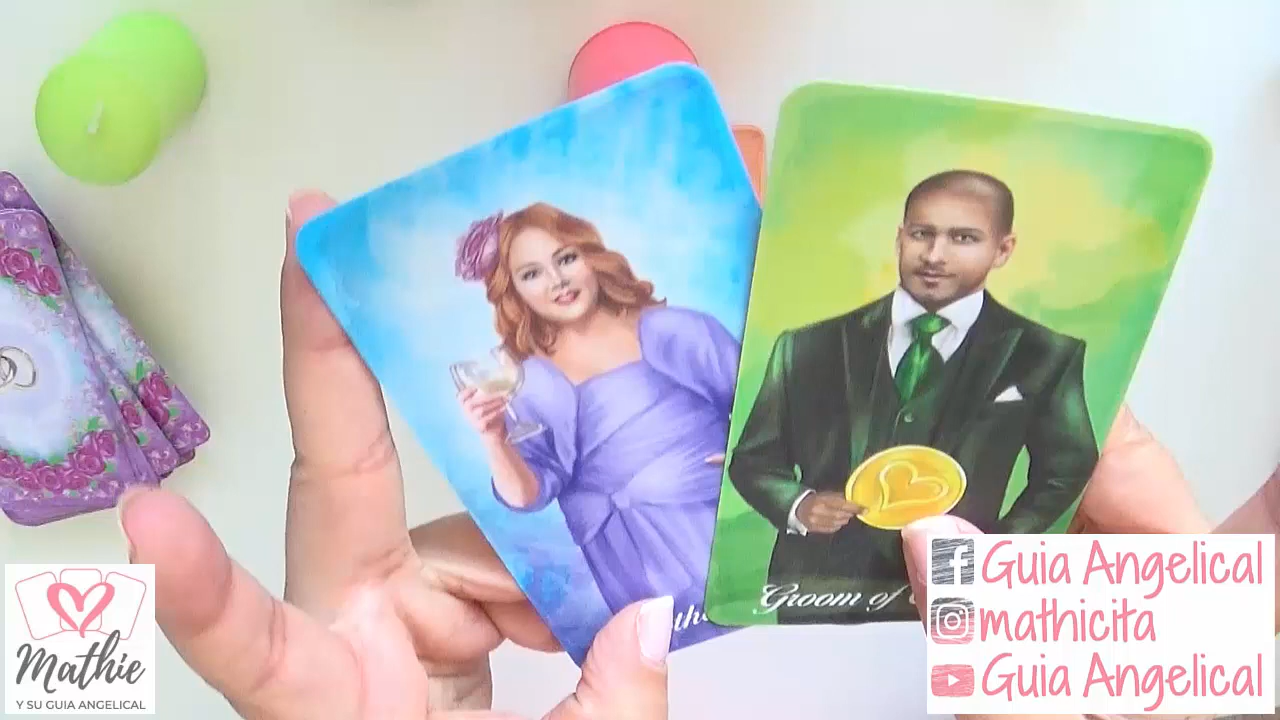 Groom of
f Guia Angelical
mathicita
Guia Angelical
Mathie
Y SU GUIA ANGELICAL